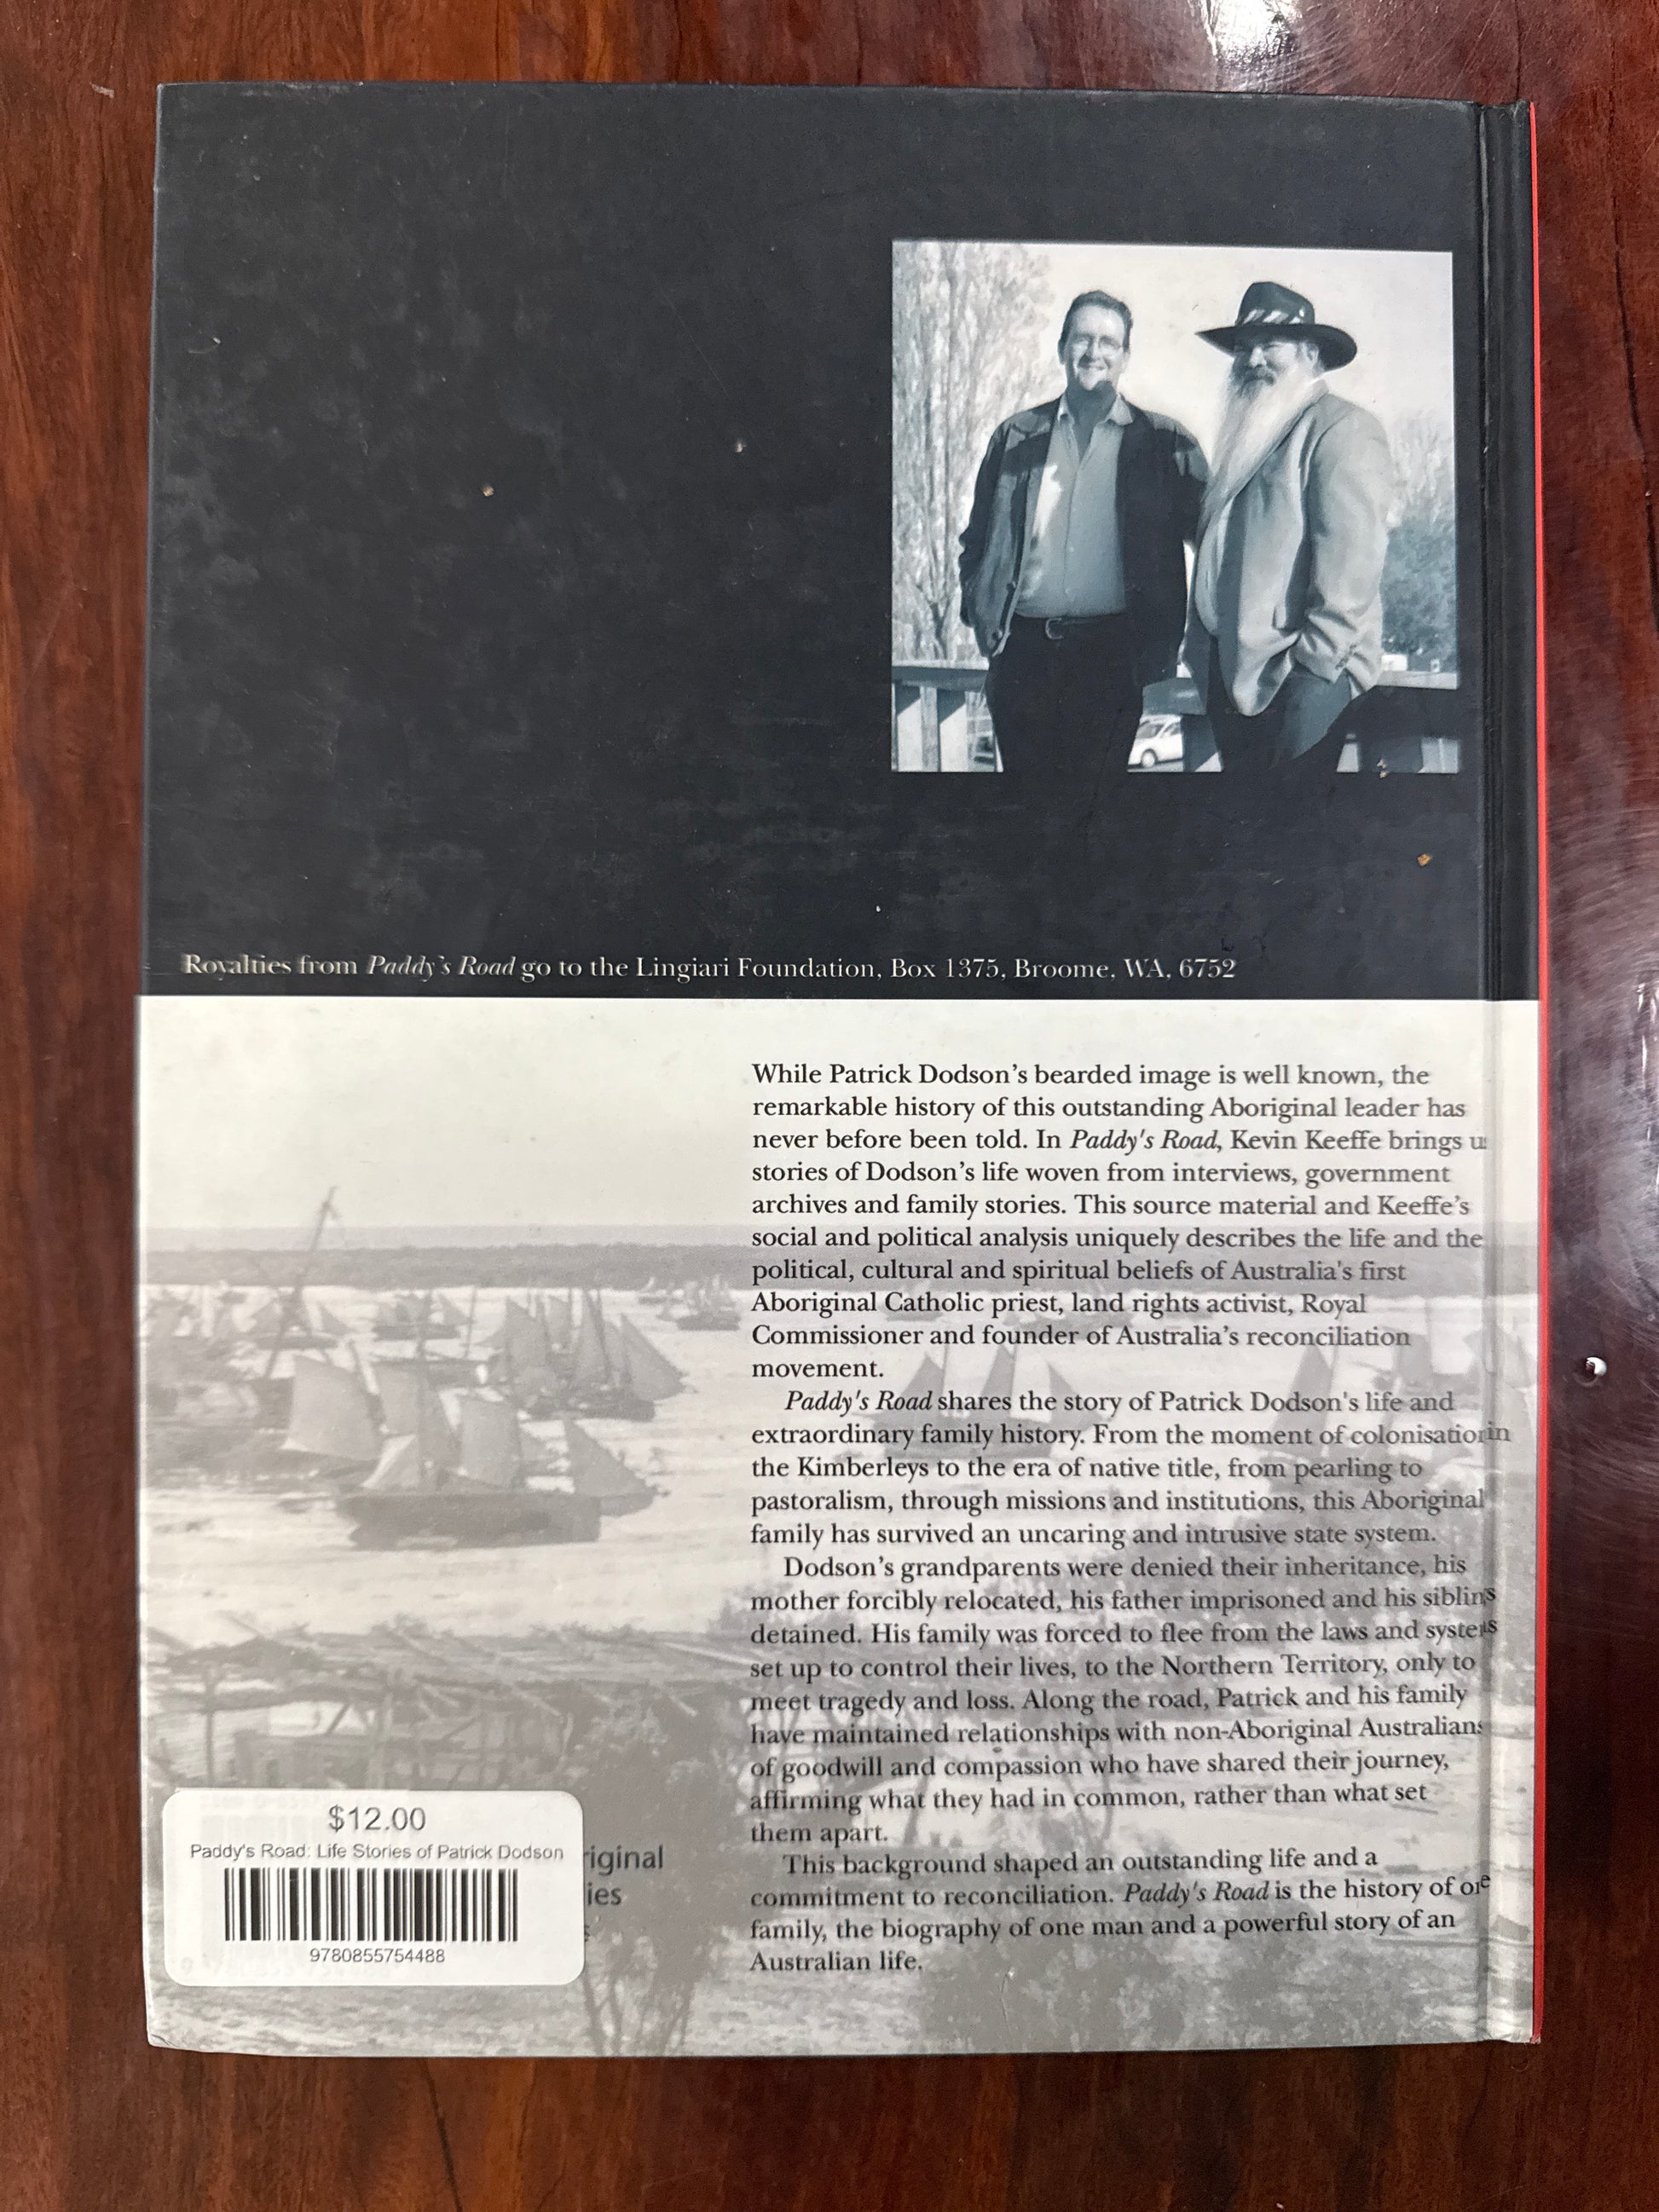 Royalties from Paddy's Road go to the Lingiari Foundation, Box 1375, Broome, WA, 6752
While Patrick Dodson's bearded image is well known, the
remarkable history of this outstanding Aboriginal leader has
never before been told. In Paddy's Road, Kevin Keeffe brings u
stories of Dodson's life woven from interviews, government
archives and family stories. This source material and Keeffe's
social and political analysis uniquely describes the life and the
political, cultural and spiritual beliefs of Australia's first
Aboriginal Catholic priest, land rights activist, Royal
Commissioner and founder of Australia's reconciliation
movement.
Paddy's Road shares the story of Patrick Dodson's life and
extraordinary family history. From the moment of colonisation in
the Kimberleys to the era of native title, from pearling to
pastoralism, through missions and institutions, this Aboriginal
family has survived an uncaring and intrusive state system.
Dodson's grandparents were denied their inheritance, his
mother forcibly relocated, his father imprisoned and his siblings
detained. His family was forced to flee from the laws and systems
set up to control their lives, to the Northern Territory, only to
meet tragedy and loss. Along the road, Patrick and his family
have maintained relationships with non-Aboriginal Australians
of goodwill and compassion who have shared their journey,
affirming what they had in common, rather than what set
them apart.
This background shaped an outstanding life and a
commitment to reconciliation. Paddy's Road is the history of one
family, the biography of one man and a powerful story of an
Australian life.
$12.00
Paddy's Road: Life Stories of Patrick Dodson
9780855754488
riginal
ies